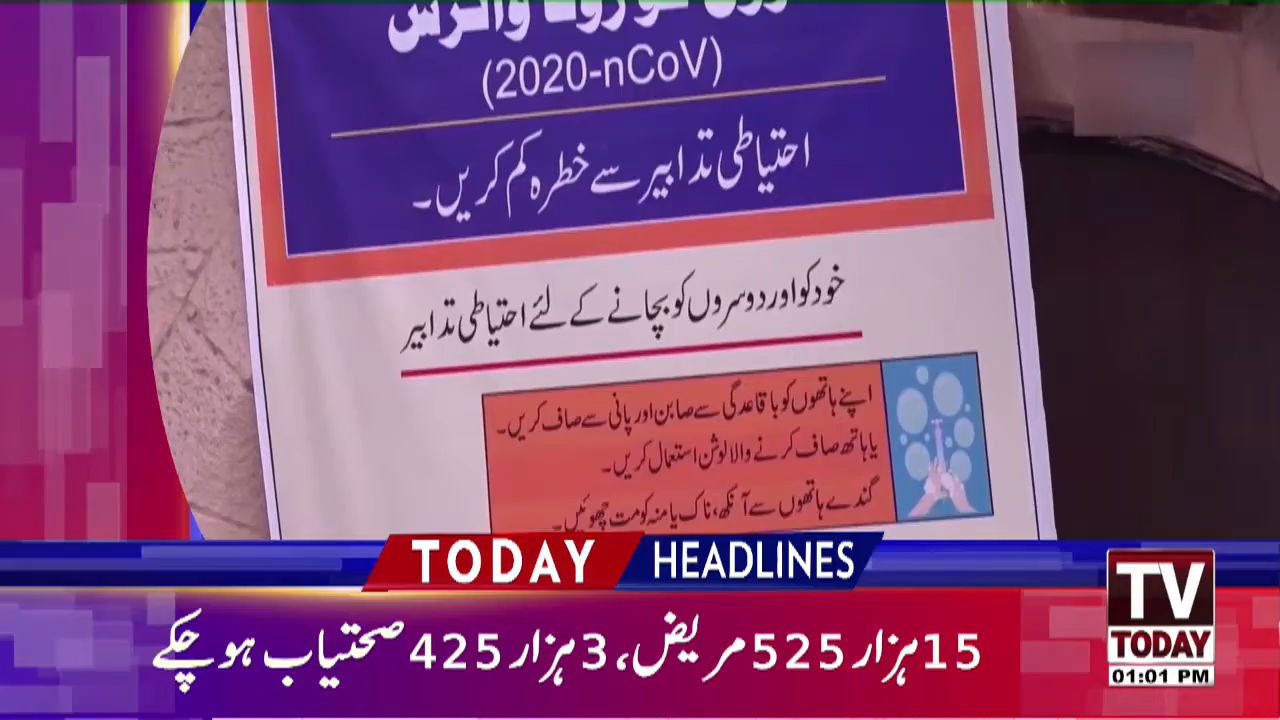 کورونا وائرس
(2020-nCoV)
احتیاطی تدابیر سے خطرہ کم کریں۔
خود کو اور دوسروں کو بچانے کے لئے احتیاطی تدابیر
اپنے ہاتھوں کو باقاعدگی سے صابن اور پانی سے صاف کریں۔
یا ہاتھ صاف کرنے والا لوشن استعمال کریں۔
گندے ہاتھوں سے آنکھ، ناک یا منہ کو مت چھوئیں۔
TODAY HEADLINES
15 ہزار 525 مریض، 3 ہزار 425 صحتیاب ہو چکے
TV
TODAY
01:01 PM